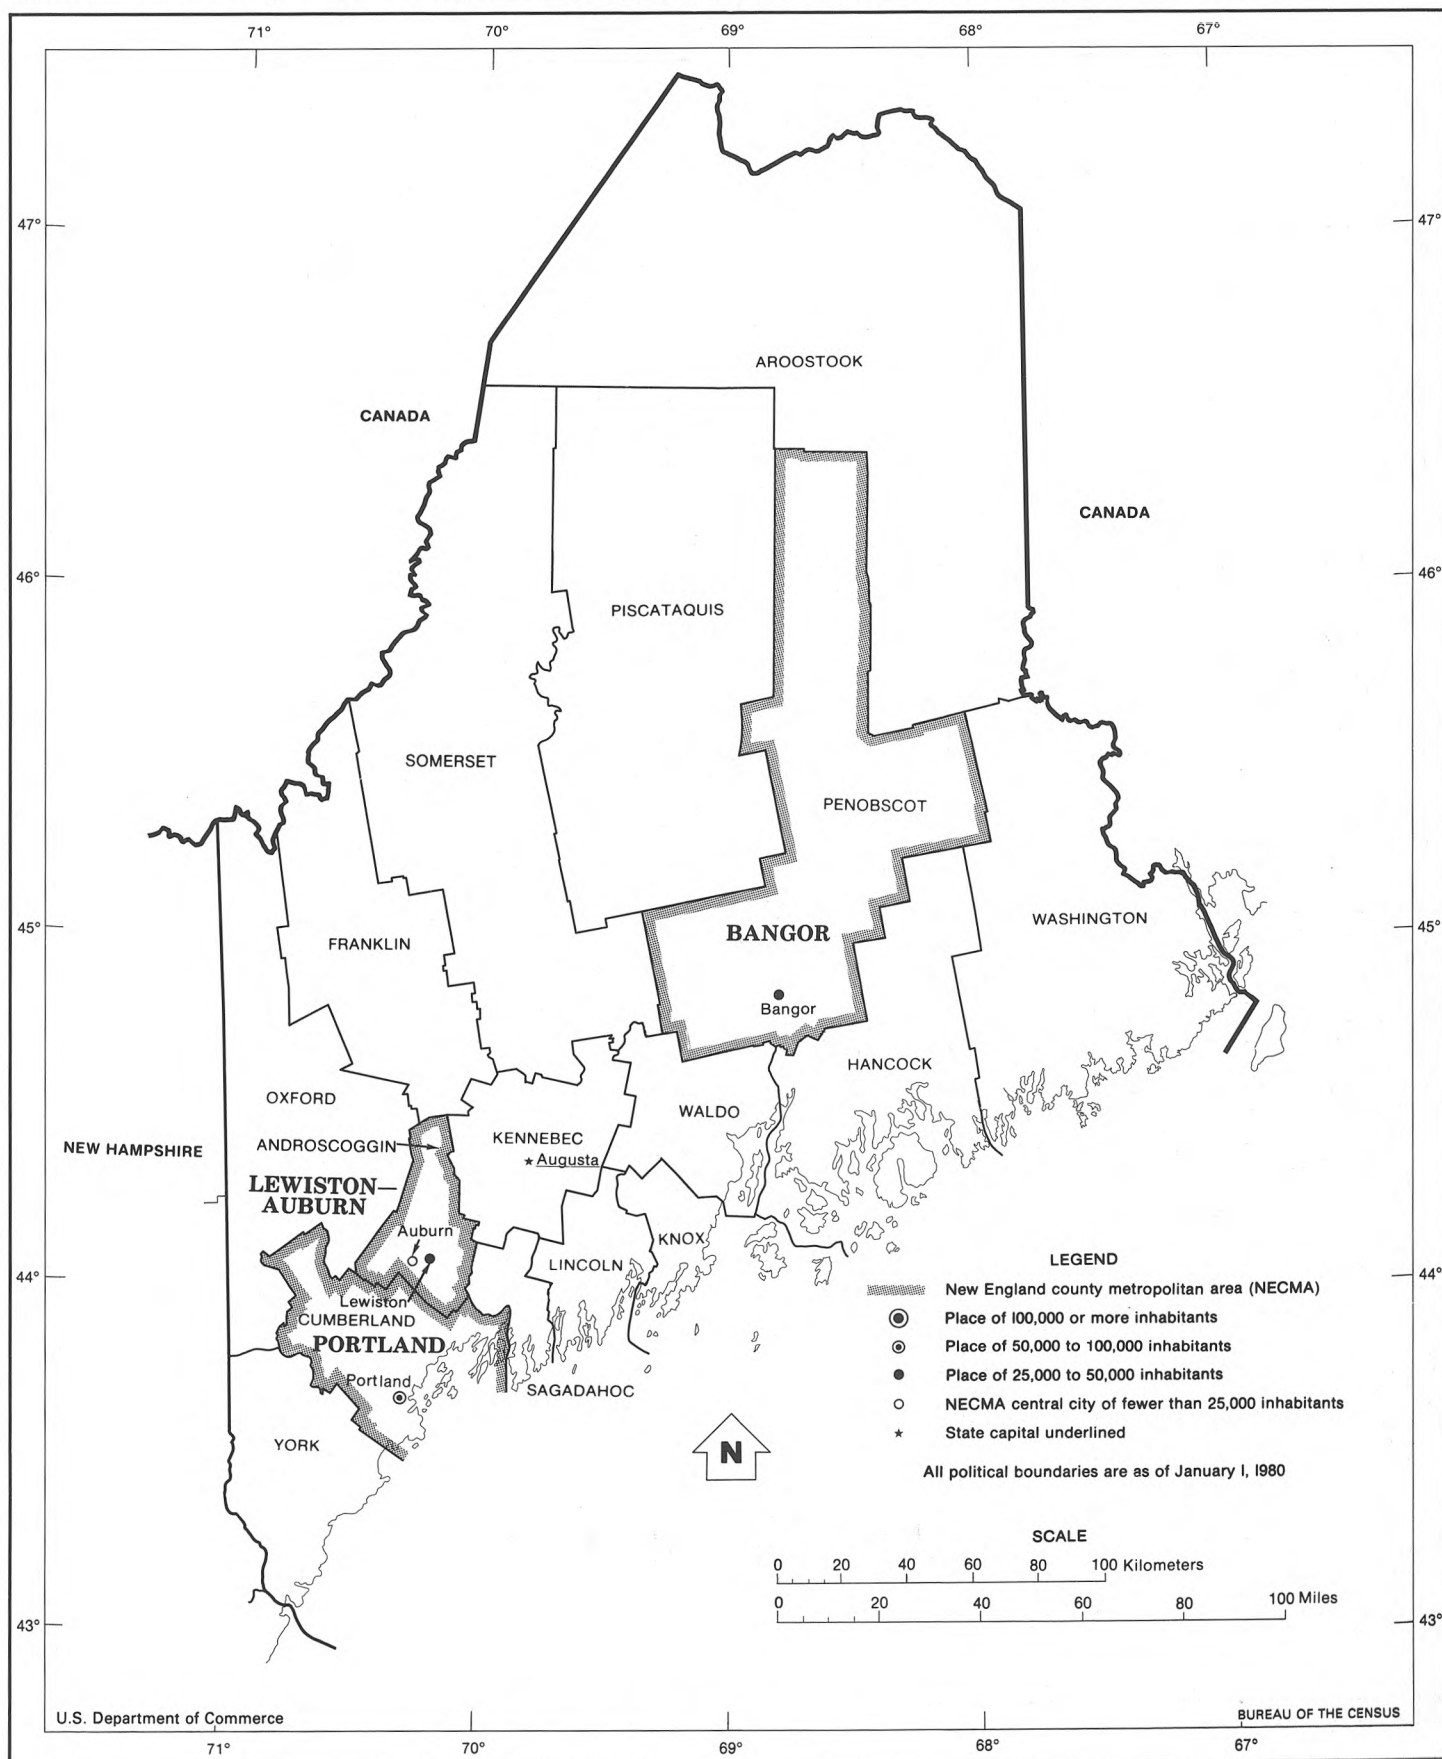 71°
70°
69°
68°
67°
47°
47°
AROOSTOOK
CANADA
CANADA
46°
46°
PISCATAQUIS
SOMERSET
PENOBSCOT
WASHINGTON
45°
45°
FRANKLIN
BANGOR
Bangor
HANCOCK
OXFORD
WALDO
NEW HAMPSHIRE
ANDROSCOGGIN
KENNEBEC
Augusta
LEWISTON—
AUBURN
Auburn
KNOX
LINCOLN
44°
44°
Lewiston
CUMBERLAND
PORTLAND
Portland
SAGADAHOC
YORK
N
LEGEND
New England county metropolitan area (NECMA)
Place of 100,000 or more inhabitants
Place of 50,000 to 100,000 inhabitants
Place of 25,000 to 50,000 inhabitants
NECMA central city of fewer than 25,000 inhabitants
State capital underlined
All political boundaries are as of January 1, 1980
SCALE
0 20 40 60 80 100 Kilometers
0 20 40 60 80 100 Miles
43°
43°
U.S. Department of Commerce
BUREAU OF THE CENSUS
71°
70°
69°
68°
67°